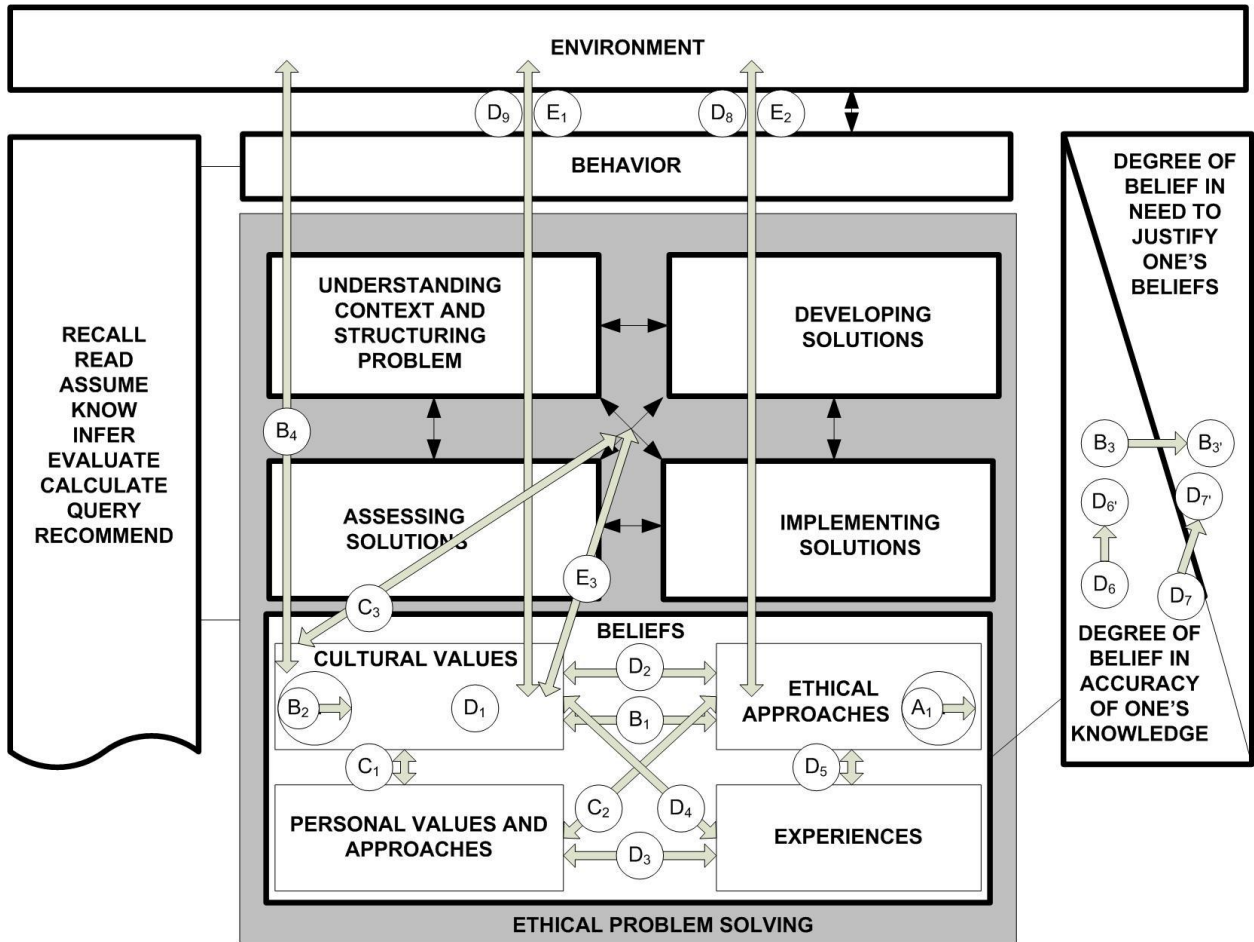 ENVIRONMENT
D9 E1 D8 E2
BEHAVIOR
RECALL
READ
ASSUME
KNOW
INFER
EVALUATE
CALCULATE
QUERY
RECOMMEND
UNDERSTANDING
CONTEXT AND
STRUCTURING
PROBLEM
DEVELOPING
SOLUTIONS
B4
ASSESSING
SOLUTIONS
IMPLEMENTING
SOLUTIONS
E3
C3
BELIEFS
CULTURAL VALUES
B2
D1
D2
B1
ETHICAL
APPROACHES
A1
C1
C2
D4
D5
PERSONAL VALUES AND
APPROACHES
D3
EXPERIENCES
ETHICAL PROBLEM SOLVING
DEGREE OF
BELIEF IN
NEED TO
JUSTIFY
ONE'S
BELIEFS
B3 B3'
D6' D7'
D6 D7
DEGREE OF
BELIEF IN
ACCURACY
OF ONE'S
KNOWLEDGE